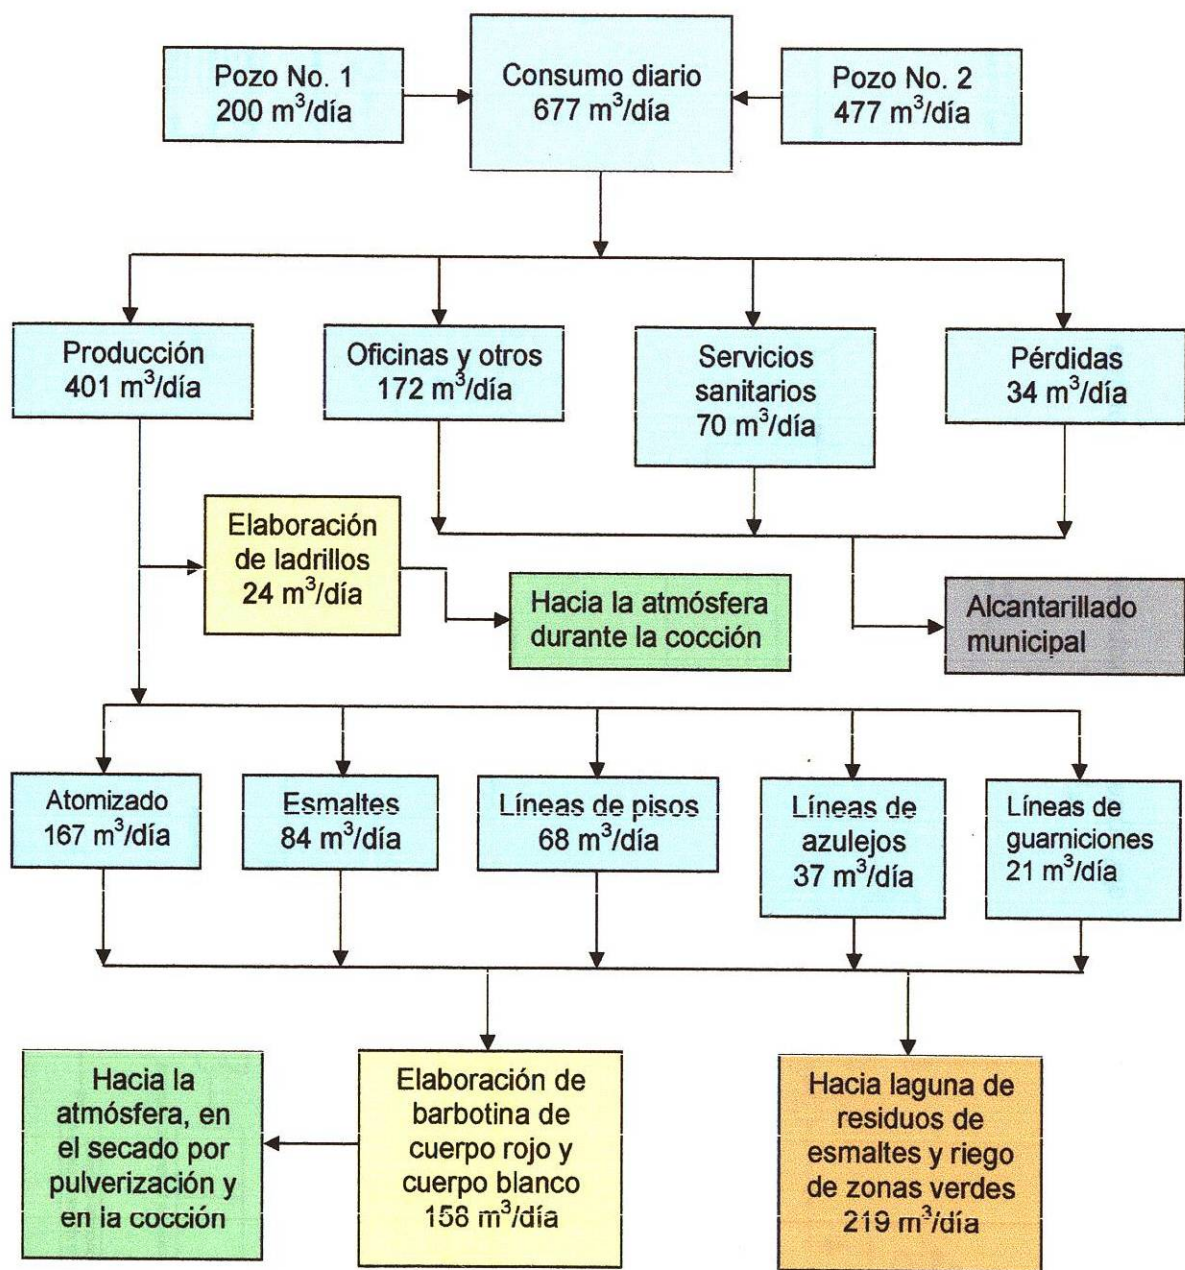 Pozo No. 1
200 m³/día
Consumo diario
677 m³/día
Pozo No. 2
477 m³/día
Producción
401 m³/día
Oficinas y otros
172 m³/día
Servicios
sanitarios
70 m³/día
Pérdidas
34 m³/día
Elaboración
de ladrillos
24 m³/día
Hacia la atmósfera
durante la cocción
Alcantarillado
municipal
Atomizado
167 m³/día
Esmaltes
84 m³/día
Líneas de pisos
68 m³/día
Líneas de
azulejos
37 m³/día
Líneas de
guarniciones
21 m³/día
Hacia la
atmósfera, en
el secado por
pulverización y
en la cocción
Elaboración de
barbotina de
cuerpo rojo y
cuerpo blanco
158 m³/día
Hacia laguna de
residuos de
esmaltes y riego
de zonas verdes
219 m³/día